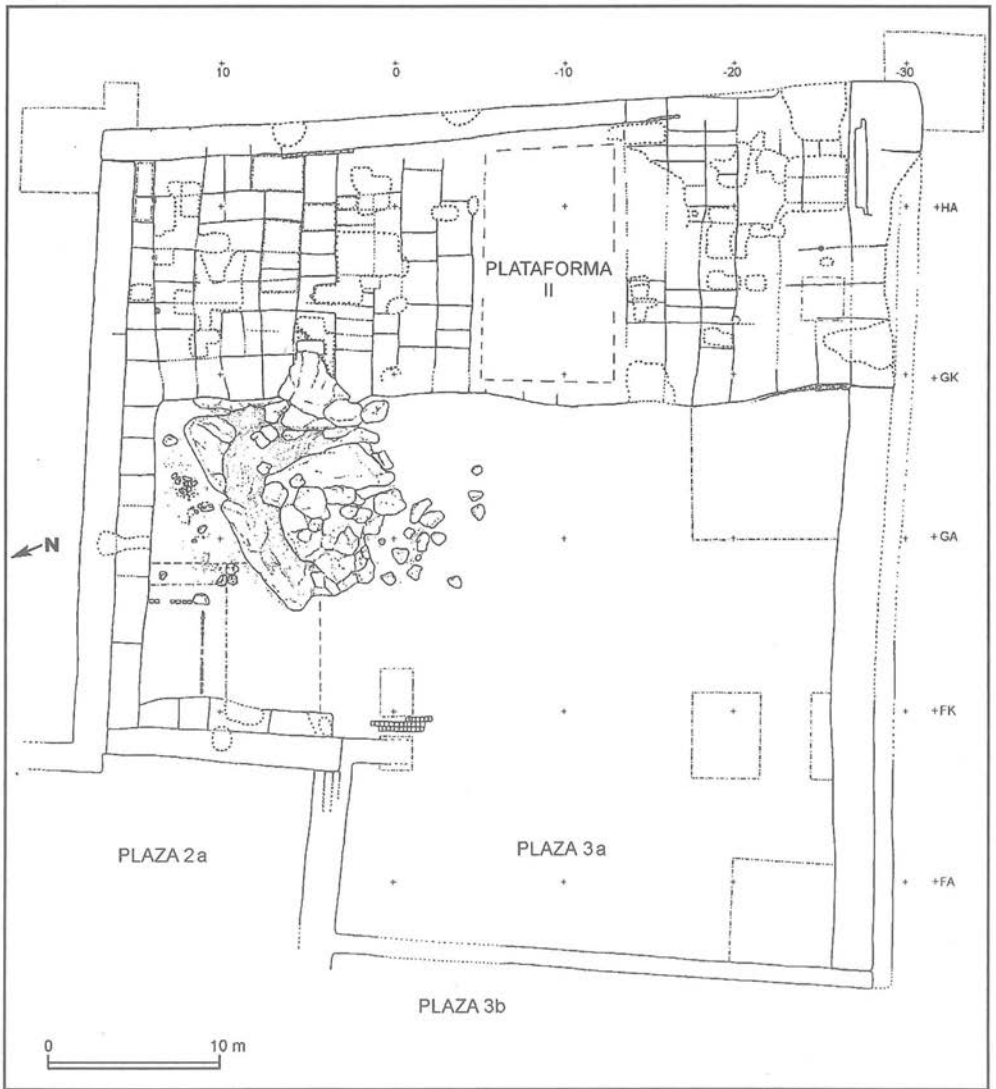 10 0 -10 -20 -30
+HA
PLATAFORMA
II
+GK
N
+GA
+FK
PLAZA 2a
PLAZA 3a
+FA
PLAZA 3b
0 10 m